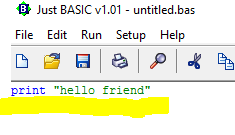 Just BASIC v1.01 - untitled.bas
File Edit Run Setup Help
print "hello friend"